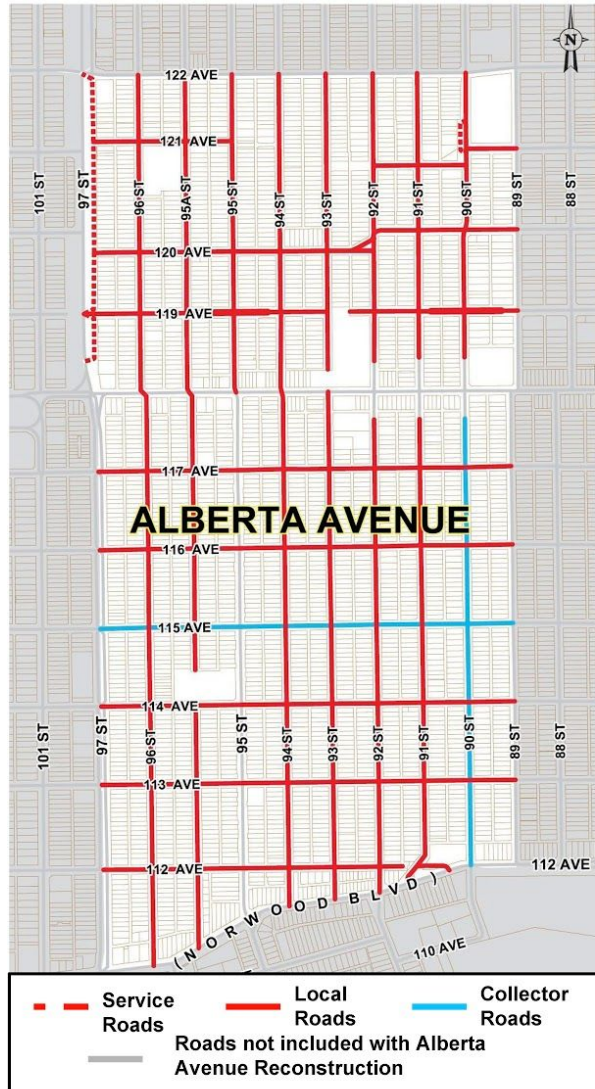 N
122 AVE
121 AVE
101 ST
97 ST
96 ST
95A ST
95 ST
94 ST
93 ST
92 ST
91 ST
90 ST
89 ST
88 ST
120 AVE
119 AVE
117 AVE
ALBERTA AVENUE
116 AVE
115 AVE
114 AVE
101 ST
97 ST
96 ST
95 ST
94 ST
93 ST
92 ST
91 ST
90 ST
89 ST
88 ST
113 AVE
112 AVE
112 AVE
(NORWOOD BLVD)
110 AVE
Service Roads
Local Roads
Collector Roads
Roads not included with Alberta
Avenue Reconstruction